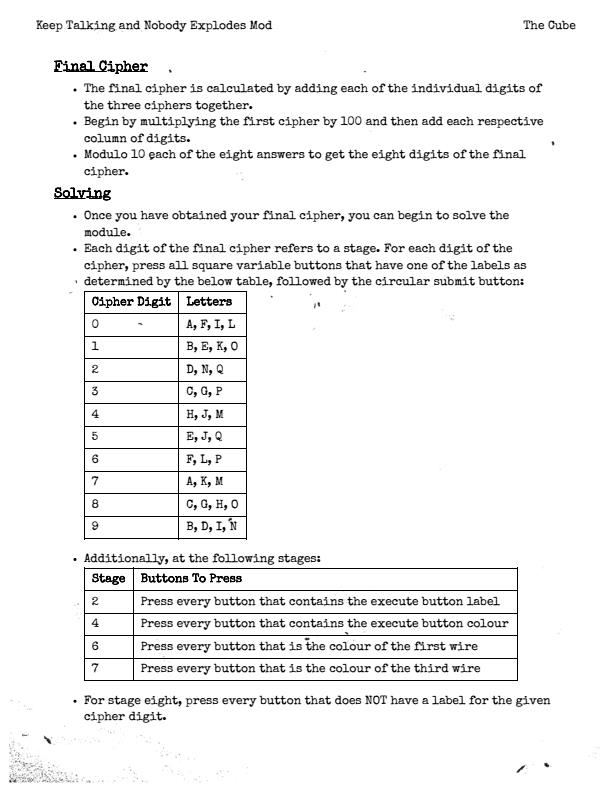 Keep Talking and Nobody Explodes Mod The Cube
Final Cipher
• The final cipher is calculated by adding each of the individual digits of
the three ciphers together.
• Begin by multiplying the first cipher by 100 and then add each respective
column of digits.
• Modulo 10 each of the eight answers to get the eight digits of the final
cipher.
Solving
• Once you have obtained your final cipher, you can begin to solve the
module.
• Each digit of the final cipher refers to a stage. For each digit of the
cipher, press all square variable buttons that have one of the labels as
determined by the below table, followed by the circular submit button:
Cipher Digit Letters
0 A, F, I, L
1 B, E, K, O
2 D, N, Q
3 C, G, P
4 H, J, M
5 E, J, Q
6 F, L, P
7 A, K, M
8 C, G, H, O
9 B, D, I, N
• Additionally, at the following stages:
Stage Buttons To Press
2 Press every button that contains the execute button label
4 Press every button that contains the execute button colour
6 Press every button that is the colour of the first wire
7 Press every button that is the colour of the third wire
• For stage eight, press every button that does NOT have a label for the given
cipher digit.